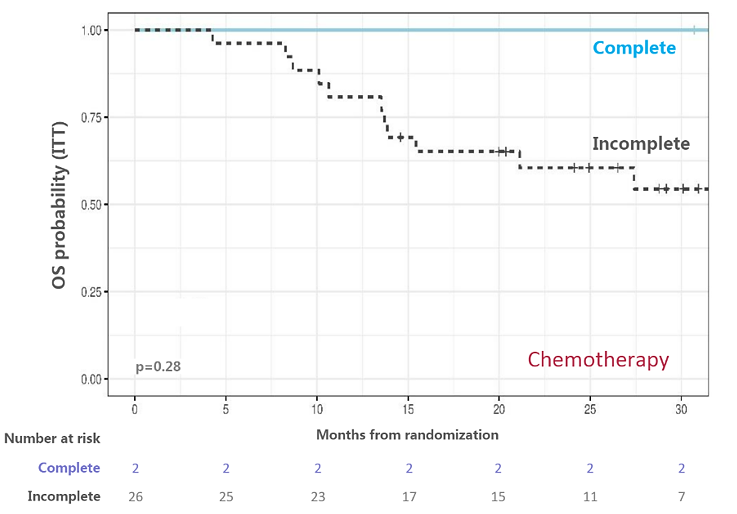 1.00
Complete
0.75
Incomplete
OS probability (ITT)
0.50
0.25
Chemotherapy
p=0.28
0.00
0 5 10 15 20 25 30
Months from randomization
Number at risk
Complete 2 2 2 2 2 2 2
Incomplete 26 25 23 17 15 11 7